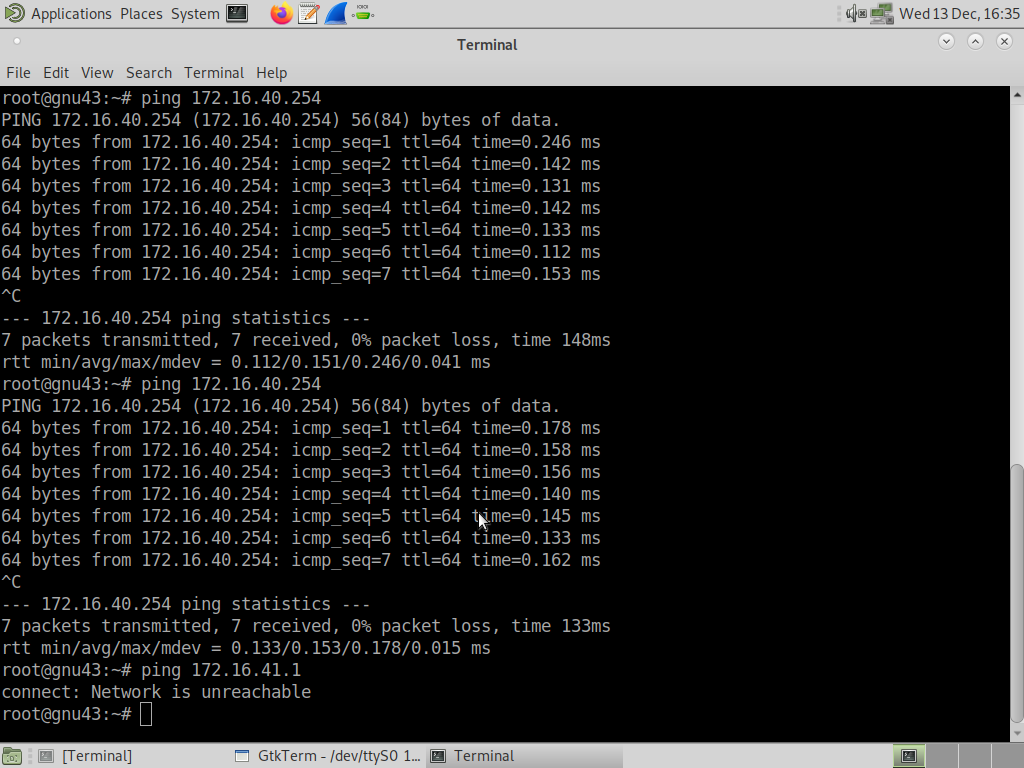 Applications Places System Wed 13 Dec, 16:35
Terminal
File Edit View Search Terminal Help
root@gnu43:~# ping 172.16.40.254
PING 172.16.40.254 (172.16.40.254) 56(84) bytes of data.
64 bytes from 172.16.40.254: icmp_seq=1 ttl=64 time=0.246 ms
64 bytes from 172.16.40.254: icmp_seq=2 ttl=64 time=0.142 ms
64 bytes from 172.16.40.254: icmp_seq=3 ttl=64 time=0.131 ms
64 bytes from 172.16.40.254: icmp_seq=4 ttl=64 time=0.142 ms
64 bytes from 172.16.40.254: icmp_seq=5 ttl=64 time=0.133 ms
64 bytes from 172.16.40.254: icmp_seq=6 ttl=64 time=0.112 ms
64 bytes from 172.16.40.254: icmp_seq=7 ttl=64 time=0.153 ms
^C
--- 172.16.40.254 ping statistics ---
7 packets transmitted, 7 received, 0% packet loss, time 148ms
rtt min/avg/max/mdev = 0.112/0.151/0.246/0.041 ms
root@gnu43:~# ping 172.16.40.254
PING 172.16.40.254 (172.16.40.254) 56(84) bytes of data.
64 bytes from 172.16.40.254: icmp_seq=1 ttl=64 time=0.178 ms
64 bytes from 172.16.40.254: icmp_seq=2 ttl=64 time=0.158 ms
64 bytes from 172.16.40.254: icmp_seq=3 ttl=64 time=0.156 ms
64 bytes from 172.16.40.254: icmp_seq=4 ttl=64 time=0.140 ms
64 bytes from 172.16.40.254: icmp_seq=5 ttl=64 time=0.145 ms
64 bytes from 172.16.40.254: icmp_seq=6 ttl=64 time=0.133 ms
64 bytes from 172.16.40.254: icmp_seq=7 ttl=64 time=0.162 ms
^C
--- 172.16.40.254 ping statistics ---
7 packets transmitted, 7 received, 0% packet loss, time 133ms
rtt min/avg/max/mdev = 0.133/0.153/0.178/0.015 ms
root@gnu43:~# ping 172.16.41.1
connect: Network is unreachable
root@gnu43:~#
[Terminal] GtkTerm - /dev/ttyS0 1... Terminal